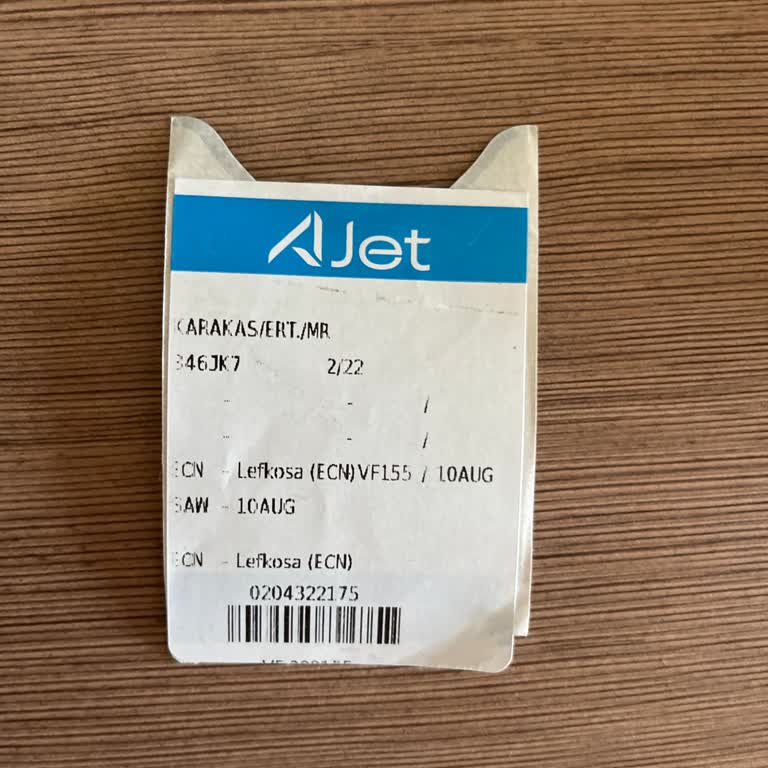 AJet
KARAKAS/ERT./MR
346JK7 2/22
- - /
- - /
ECN - Lefkosa (ECN)VF155 / 10AUG
SAW - 10AUG
ECN - Lefkosa (ECN)
0204322175